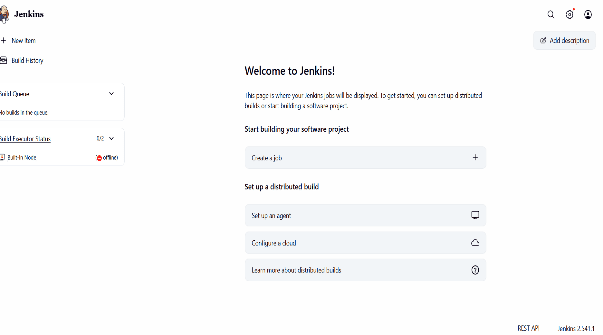 Jenkins
New Item
Build History
Add description
Build Queue
No builds in the queue
Build Executor Status
0/2
Built-In Node
(offline)
Welcome to Jenkins!
This page is where your Jenkins jobs will be displayed. To get started, you can set up distributed
builds or start building a software project.
Start building your software project
Create a job
Set up a distributed build
Set up an agent
Configure a cloud
Learn more about distributed builds
REST API
Jenkins 2.541.1